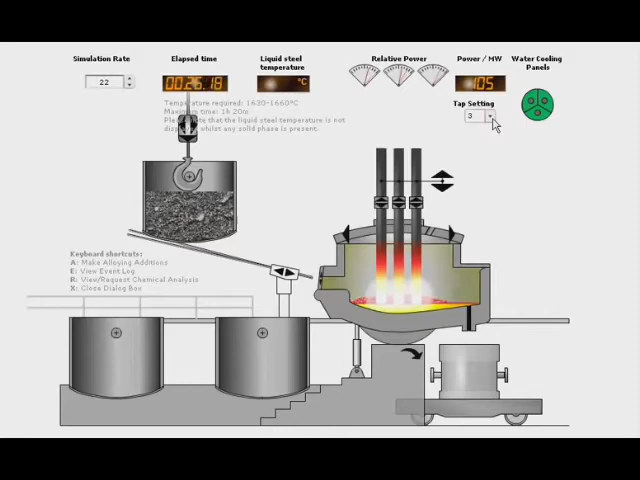 Simulation Rate
Elapsed time
Liquid steel
temperature
Relative Power
Power / MW
Water Cooling
Panels
22
00:26.18
°C
105
Tap Setting
3
Temperature required: 1630-1660°C
Maximum time: 1h 20m
that the liquid steel temperature is not
whilst any solid phase is present.
Keyboard shortcuts:
A: Make Alloying Additions
E: View Event Log
R: View/Request Chemical Analysis
X: Close Dialog Box